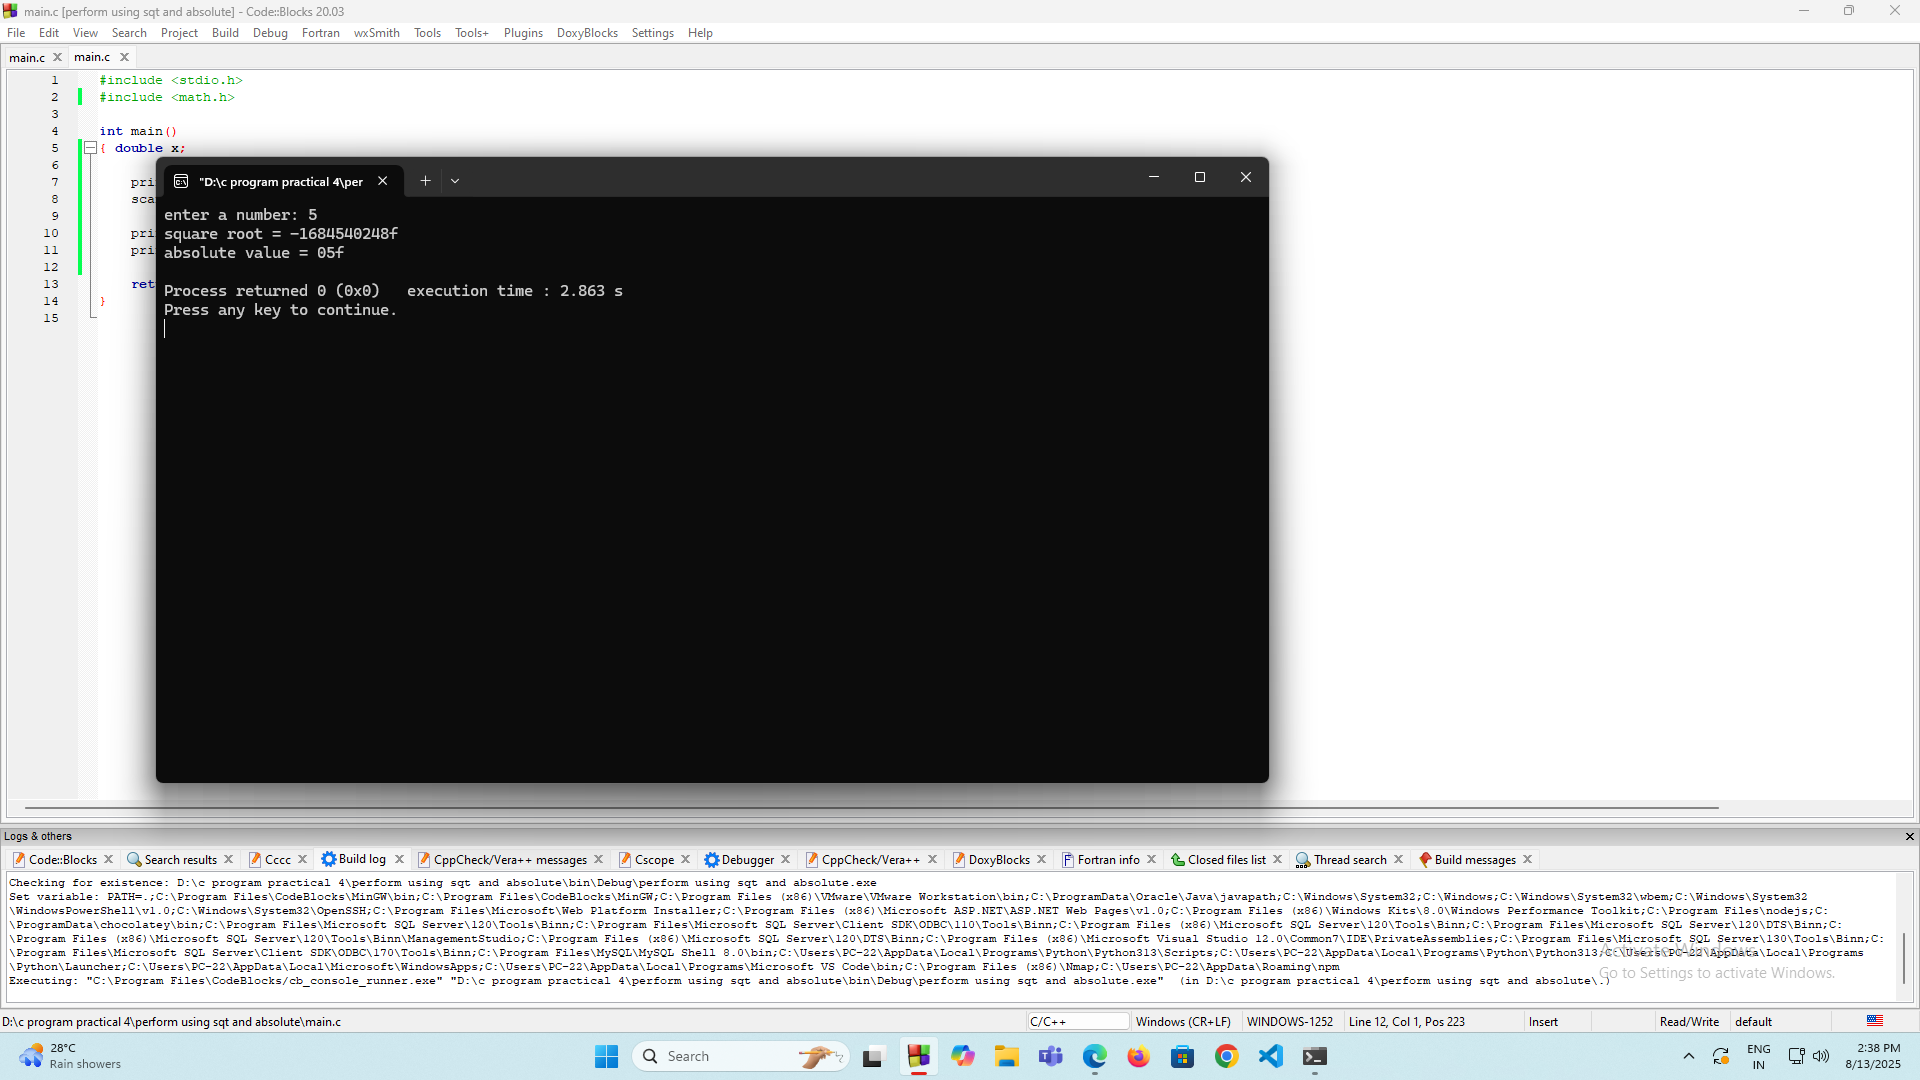 main.c [perform using sqt and absolute] - Code::Blocks 20.03
File Edit View Search Project Build Debug Fortran wxSmith Tools Tools+ Plugins DoxyBlocks Settings Help
main.c main.c
1 #include <stdio.h>
2 #include <math.h>
3
4 int main()
5 { double x;
6
7 pri
8 sca
9
10 pri
11 pri
12
13 ret
14 }
15
"D:\c program practical 4\per
enter a number: 5
square root = -1684540248f
absolute value = 05f
Process returned 0 (0x0)   execution time : 2.863 s
Press any key to continue.
Logs & others
Code::Blocks Search results Cccc Build log CppCheck/Vera++ messages Cscope Debugger CppCheck/Vera++ DoxyBlocks Fortran info Closed files list Thread search Build messages
Checking for existence: D:\c program practical 4\perform using sqt and absolute\bin\Debug\perform using sqt and absolute.exe
Set variable: PATH=.;C:\Program Files\CodeBlocks\MinGW\bin;C:\Program Files\CodeBlocks\MinGW;C:\Program Files (x86)\VMware\VMware Workstation\bin;C:\ProgramData\Oracle\Java\javapath;C:\Windows\System32;C:\Windows;C:\Windows\System32\wbem;C:\Windows\System32
\WindowsPowerShell\v1.0;C:\Windows\System32\OpenSSH;C:\Program Files\Microsoft\Web Platform Installer;C:\Program Files (x86)\Microsoft ASP.NET\ASP.NET Web Pages\v1.0;C:\Program Files (x86)\Windows Kits\8.0\Windows Performance Toolkit;C:\Program Files\nodejs;C:
\ProgramData\chocolatey\bin;C:\Program Files\Microsoft SQL Server\120\Tools\Binn;C:\Program Files\Microsoft SQL Server\Client SDK\ODBC\110\Tools\Binn;C:\Program Files (x86)\Microsoft SQL Server\120\Tools\Binn;C:\Program Files\Microsoft SQL Server\120\DTS\Binn;C:
\Program Files (x86)\Microsoft SQL Server\120\Tools\Binn\ManagementStudio;C:\Program Files (x86)\Microsoft SQL Server\120\DTS\Binn;C:\Program Files (x86)\Microsoft Visual Studio 12.0\Common7\IDE\PrivateAssemblies;C:\Program Files\Microsoft SQL Server\130\Tools\Binn;C:
\Program Files\Microsoft SQL Server\Client SDK\ODBC\170\Tools\Binn;C:\Program Files\MySQL\MySQL Shell 8.0\bin;C:\Users\PC-22\AppData\Local\Programs\Python\Python313\Scripts;C:\Users\PC-22\AppData\Local\Programs\Python\Python313;C:\Users\PC-22\AppData\Local\Programs
\Python\Launcher;C:\Users\PC-22\AppData\Local\Microsoft\WindowsApps;C:\Users\PC-22\AppData\Local\Programs\Microsoft VS Code\bin;C:\Program Files (x86)\Nmap;C:\Users\PC-22\AppData\Roaming\npm
Executing: "C:\Program Files\CodeBlocks/cb_console_runner.exe" "D:\c program practical 4\perform using sqt and absolute\bin\Debug\perform using sqt and absolute.exe"  (in D:\c program practical 4\perform using sqt and absolute\.)
Activate Windows
Go to Settings to activate Windows.
D:\c program practical 4\perform using sqt and absolute\main.c C/C++ Windows (CR+LF) WINDOWS-1252 Line 12, Col 1, Pos 223 Insert Read/Write default
28°C
Rain showers
Search
ENG
IN
2:38 PM
8/13/2025